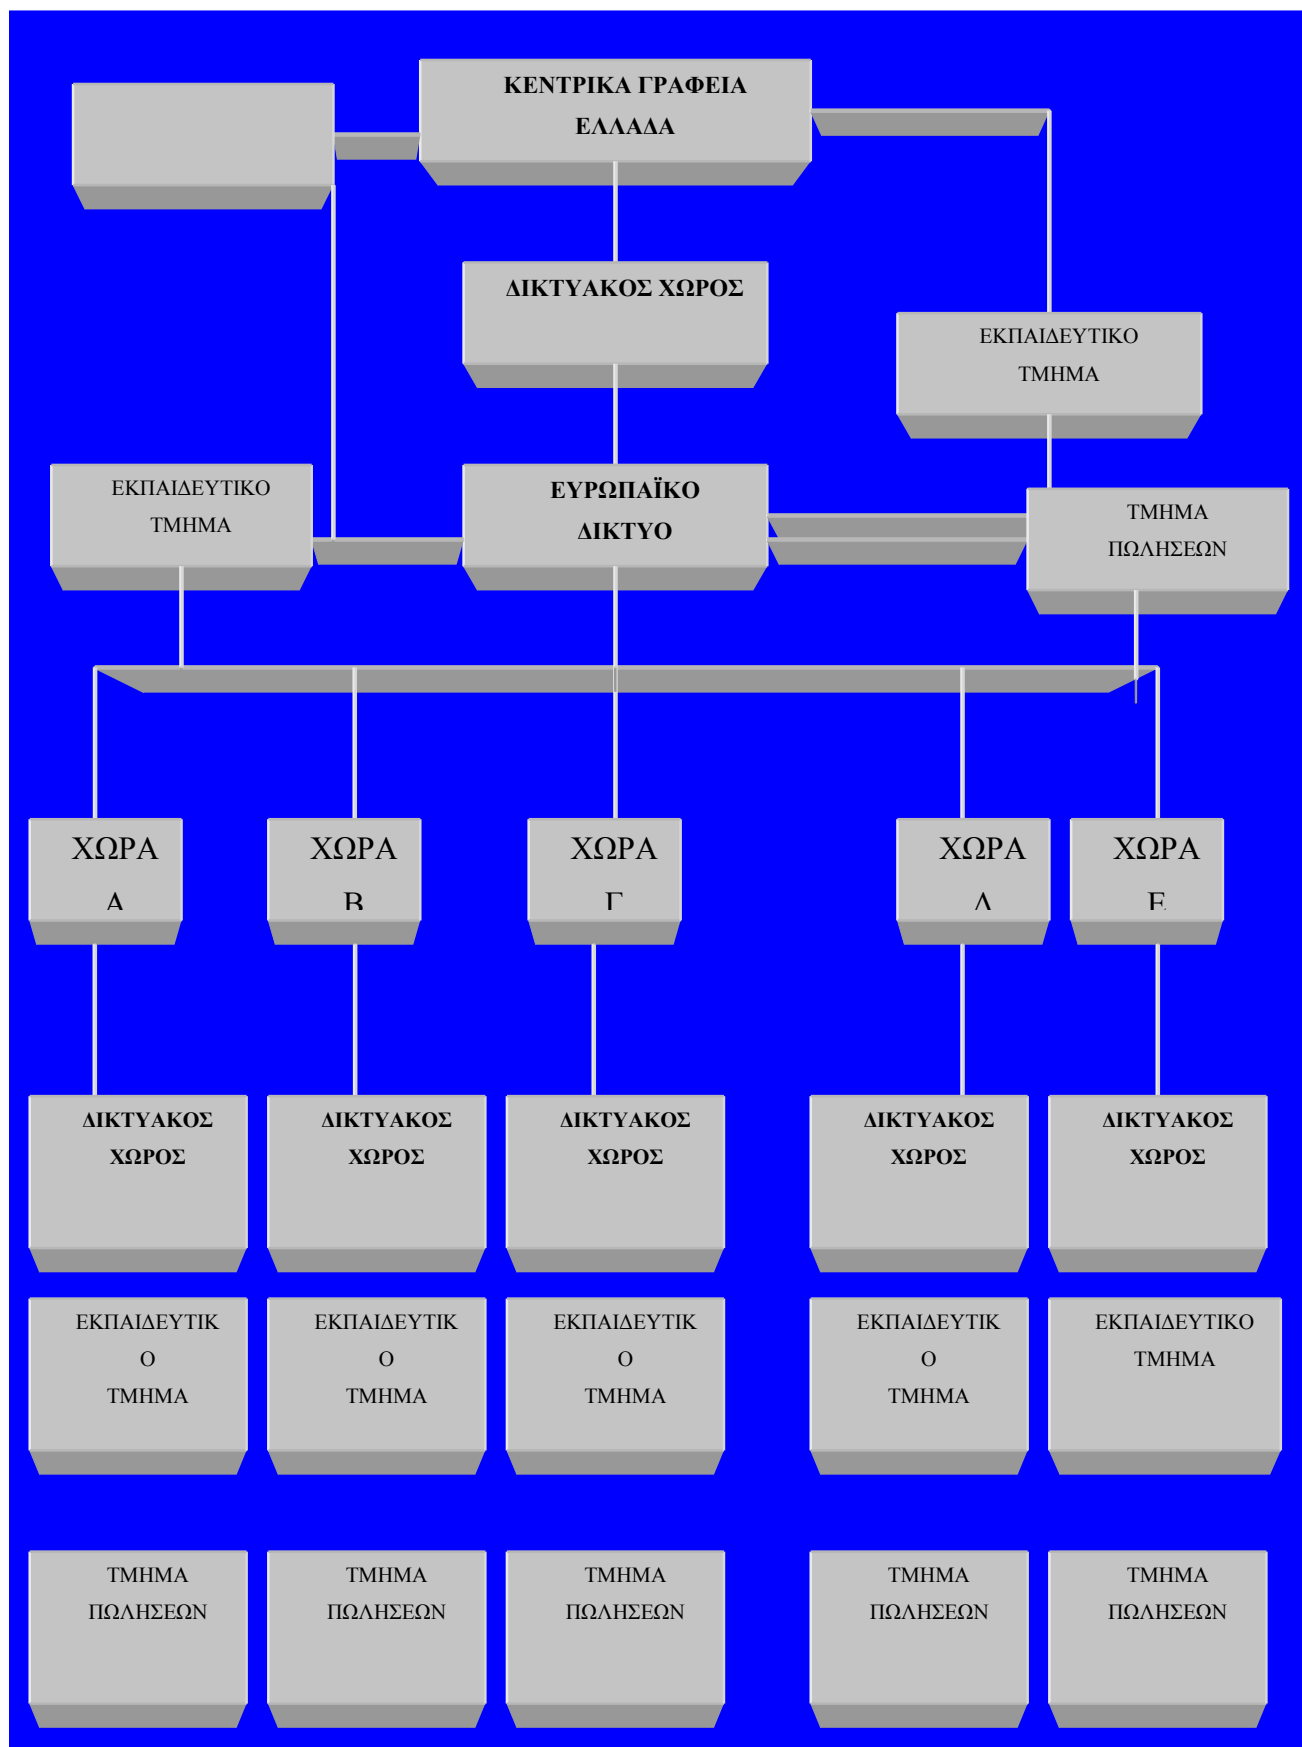 ΚΕΝΤΡΙΚΑ ΓΡΑΦΕΙΑ
ΕΛΛΑΔΑ
ΔΙΚΤΥΑΚΟΣ ΧΩΡΟΣ
ΕΚΠΑΙΔΕΥΤΙΚΟ
ΤΜΗΜΑ
ΕΚΠΑΙΔΕΥΤΙΚΟ
ΤΜΗΜΑ
ΕΥΡΩΠΑΪΚΟ
ΔΙΚΤΥΟ
ΤΜΗΜΑ
ΠΩΛΗΣΕΩΝ
ΧΩΡΑ
Α
ΧΩΡΑ
Β
ΧΩΡΑ
Γ
ΧΩΡΑ
Δ
ΧΩΡΑ
Ε
ΔΙΚΤΥΑΚΟΣ
ΧΩΡΟΣ
ΔΙΚΤΥΑΚΟΣ
ΧΩΡΟΣ
ΔΙΚΤΥΑΚΟΣ
ΧΩΡΟΣ
ΔΙΚΤΥΑΚΟΣ
ΧΩΡΟΣ
ΔΙΚΤΥΑΚΟΣ
ΧΩΡΟΣ
ΕΚΠΑΙΔΕΥΤΙΚ
Ο
ΤΜΗΜΑ
ΕΚΠΑΙΔΕΥΤΙΚ
Ο
ΤΜΗΜΑ
ΕΚΠΑΙΔΕΥΤΙΚ
Ο
ΤΜΗΜΑ
ΕΚΠΑΙΔΕΥΤΙΚ
Ο
ΤΜΗΜΑ
ΕΚΠΑΙΔΕΥΤΙΚΟ
ΤΜΗΜΑ
ΤΜΗΜΑ
ΠΩΛΗΣΕΩΝ
ΤΜΗΜΑ
ΠΩΛΗΣΕΩΝ
ΤΜΗΜΑ
ΠΩΛΗΣΕΩΝ
ΤΜΗΜΑ
ΠΩΛΗΣΕΩΝ
ΤΜΗΜΑ
ΠΩΛΗΣΕΩΝ